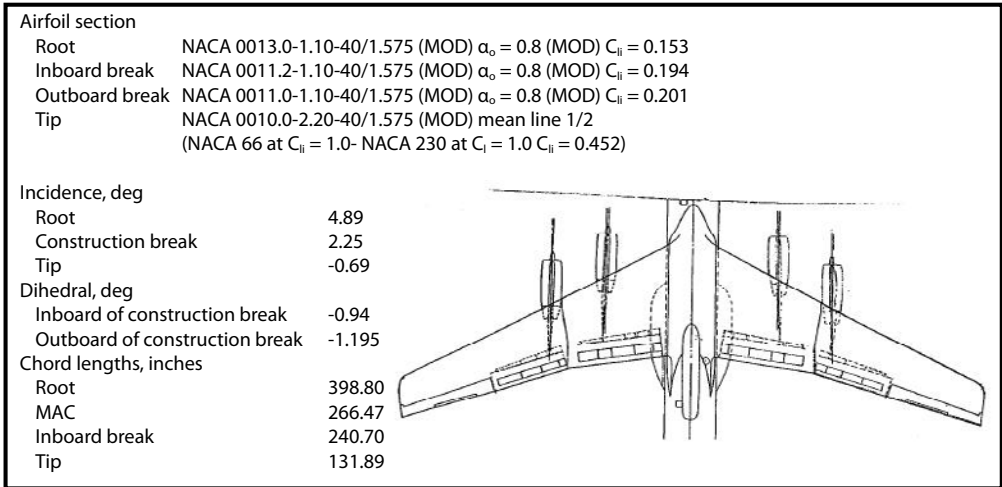 Airfoil section
Root NACA 0013.0-1.10-40/1.575 (MOD) αₒ = 0.8 (MOD) Cₗᵢ = 0.153
Inboard break NACA 0011.2-1.10-40/1.575 (MOD) αₒ = 0.8 (MOD) Cₗᵢ = 0.194
Outboard break NACA 0011.0-1.10-40/1.575 (MOD) αₒ = 0.8 (MOD) Cₗᵢ = 0.201
Tip NACA 0010.0-2.20-40/1.575 (MOD) mean line 1/2
(NACA 66 at Cₗᵢ = 1.0- NACA 230 at Cₗ = 1.0 Cₗᵢ = 0.452)
Incidence, deg
Root 4.89
Construction break 2.25
Tip -0.69
Dihedral, deg
Inboard of construction break -0.94
Outboard of construction break -1.195
Chord lengths, inches
Root 398.80
MAC 266.47
Inboard break 240.70
Tip 131.89